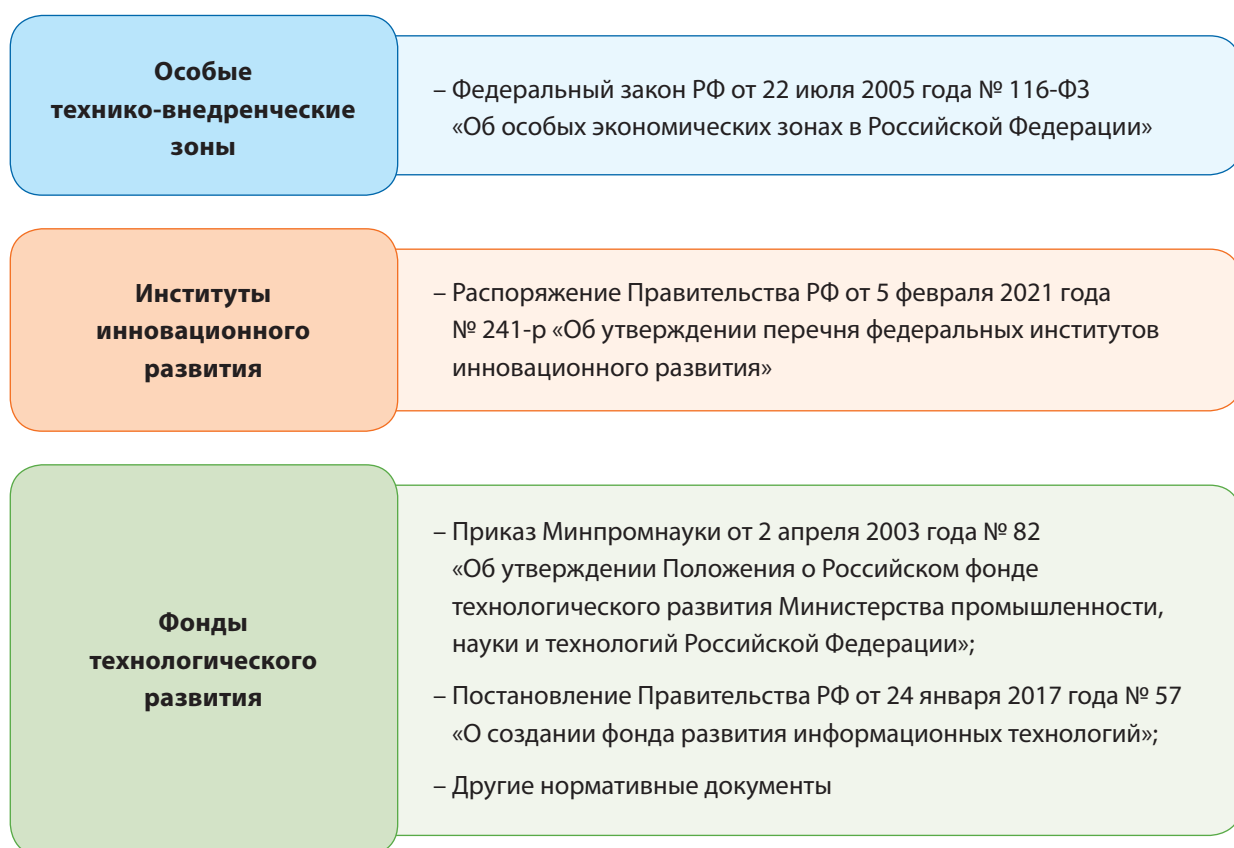 Особые
технико-внедренческие
зоны
– Федеральный закон РФ от 22 июля 2005 года № 116-ФЗ
«Об особых экономических зонах в Российской Федерации»
Институты
инновационного
развития
– Распоряжение Правительства РФ от 5 февраля 2021 года
№ 241-р «Об утверждении перечня федеральных институтов
инновационного развития»
Фонды
технологического
развития
– Приказ Минпромнауки от 2 апреля 2003 года № 82
«Об утверждении Положения о Российском фонде
технологического развития Министерства промышленности,
науки и технологий Российской Федерации»;
– Постановление Правительства РФ от 24 января 2017 года № 57
«О создании фонда развития информационных технологий»;
– Другие нормативные документы